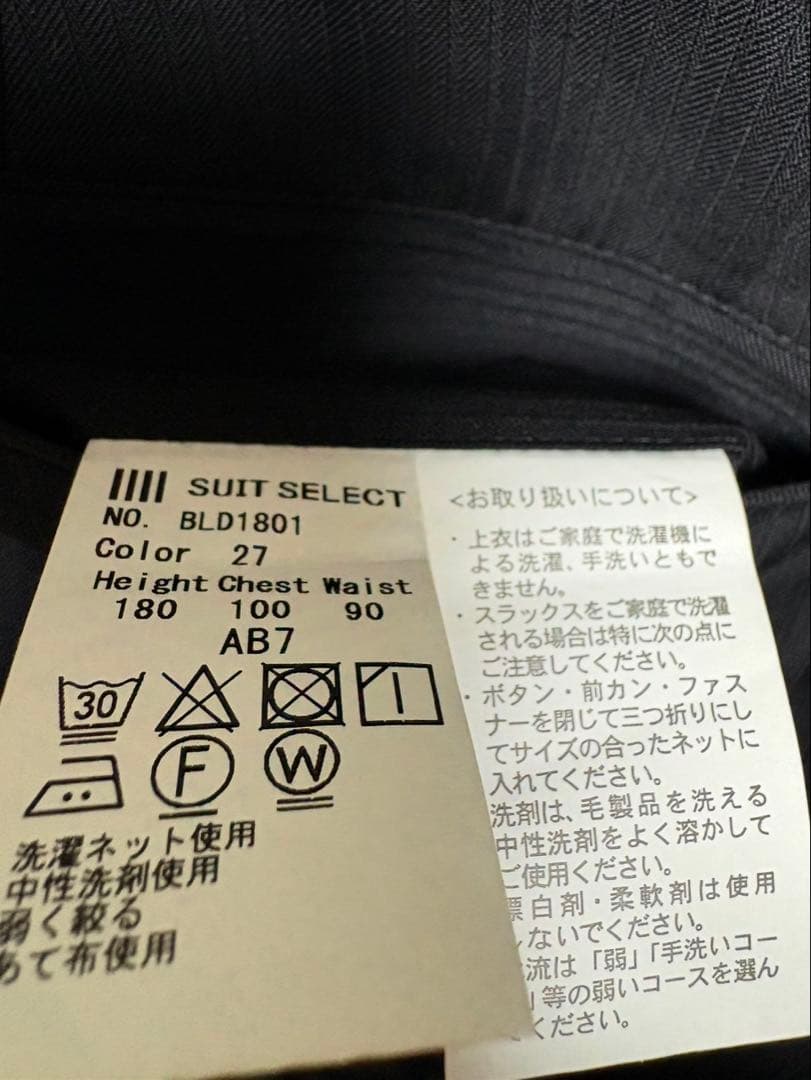 SUIT SELECT
NO. BLD1801
Color 27
Height Chest Waist
180 100 90
AB7
30
F
W
洗濯ネット使用
中性洗剤使用
弱く絞る
あて布使用
<お取り扱いについて>
・上衣はご家庭で洗濯機に
よる洗濯、手洗いともで
きません。
・スラックスをご家庭で洗濯
される場合は特に次の点に
ご注意してください。
・ボタン・前カン・ファス
ナーを閉じて三つ折りにし
てサイズの合ったネットに
入れてください。
洗剤は、毛製品を洗える
中性洗剤をよく溶かして
ご使用ください。
漂白剤・柔軟剤は使用
しないでください。
流は「弱」「手洗いコー
」等の弱いコースを選ん
ください。